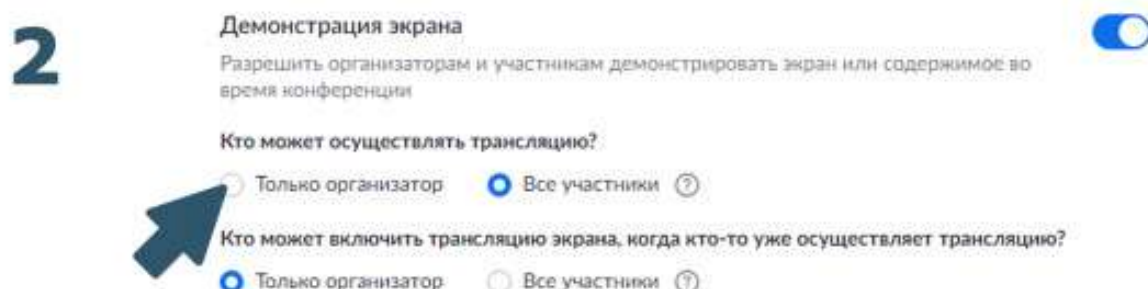 2
Демонстрация экрана
Разрешить организаторам и участникам демонстрировать экран или содержимое во
время конференции
Кто может осуществлять трансляцию?
Только организатор Все участники ?
Кто может включить трансляцию экрана, когда кто-то уже осуществляет трансляцию?
Только организатор Все участники ?